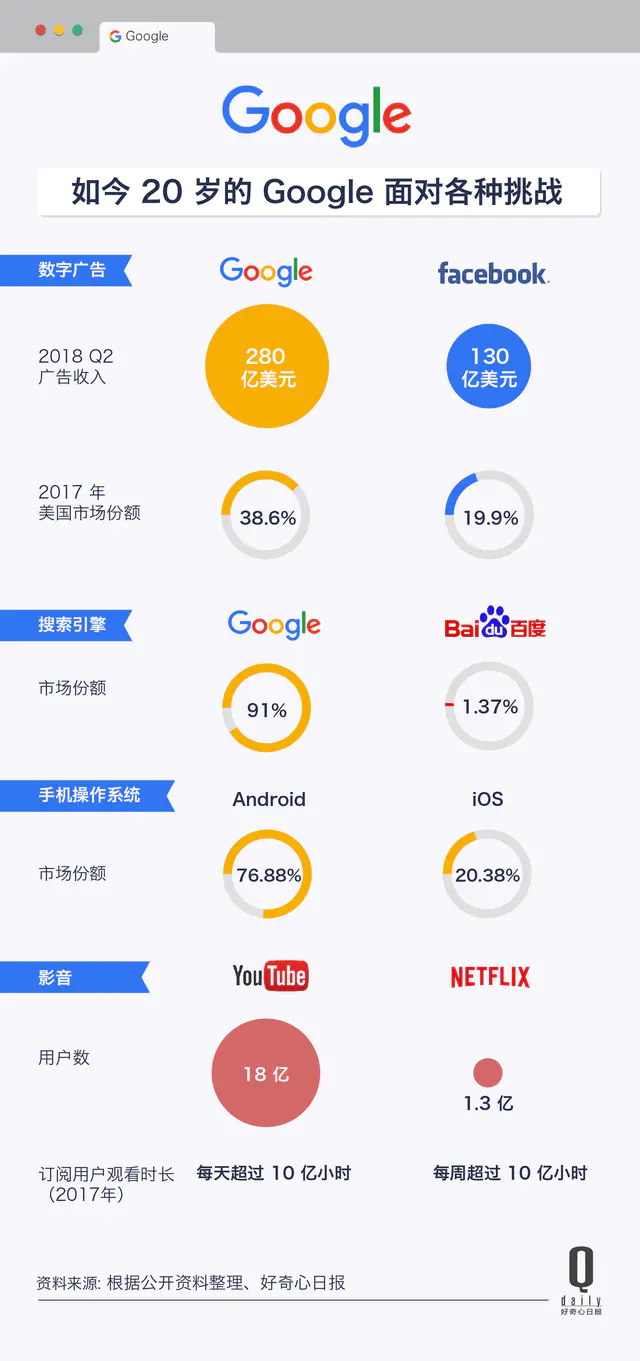 Google
Google
如今 20 岁的 Google 面对各种挑战
数字广告
Google
facebook.
2018 Q2
广告收入
280
亿美元
130
亿美元
2017 年
美国市场份额
38.6%
19.9%
搜索引擎
Google
Bai du 百度
市场份额
91%
1.37%
手机操作系统
Android
iOS
市场份额
76.88%
20.38%
影音
YouTube
NETFLIX
用户数
18 亿
1.3 亿
订阅用户观看时长
（2017年）
每天超过 10 亿小时
每周超过 10 亿小时
资料来源: 根据公开资料整理、好奇心日报
Q
daily
好奇心日报